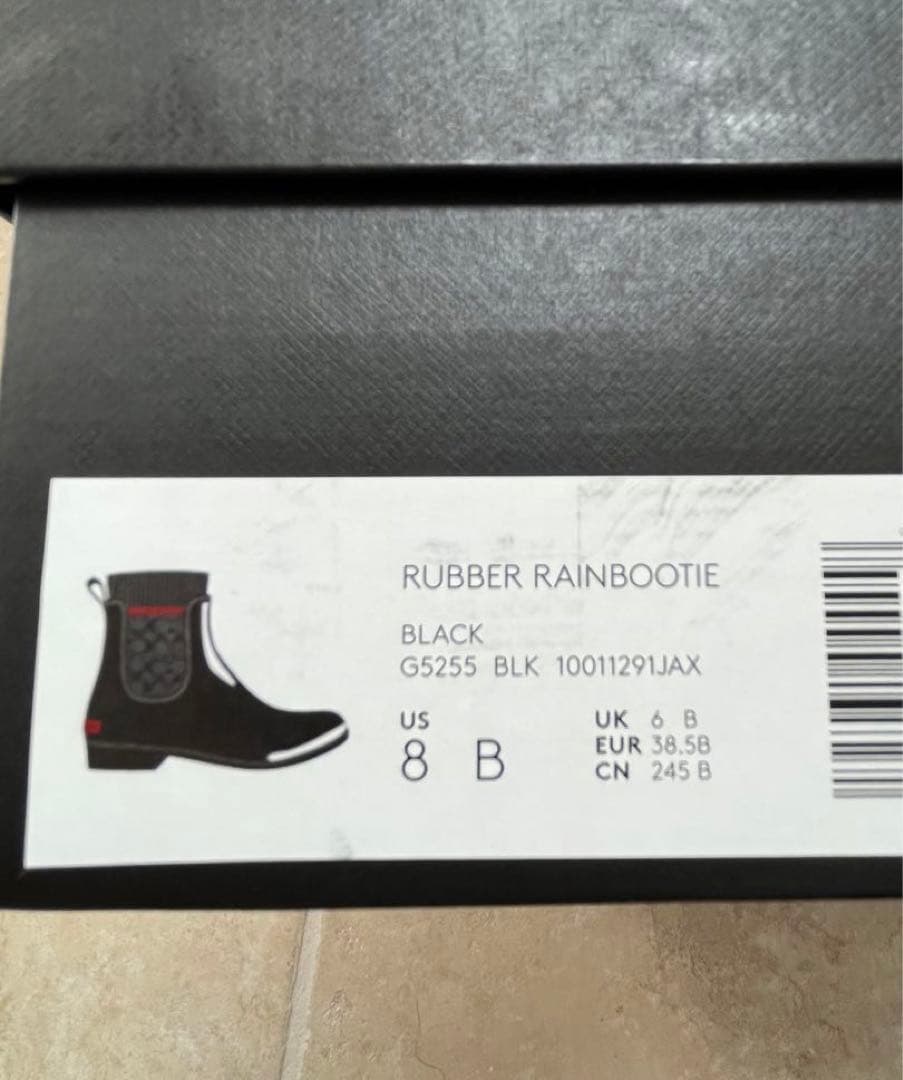 RUBBER RAINBOOTIE
BLACK
G5255 BLK 10011291JAX
US
8 B
UK 6 B
EUR 38.5B
CN 245 B